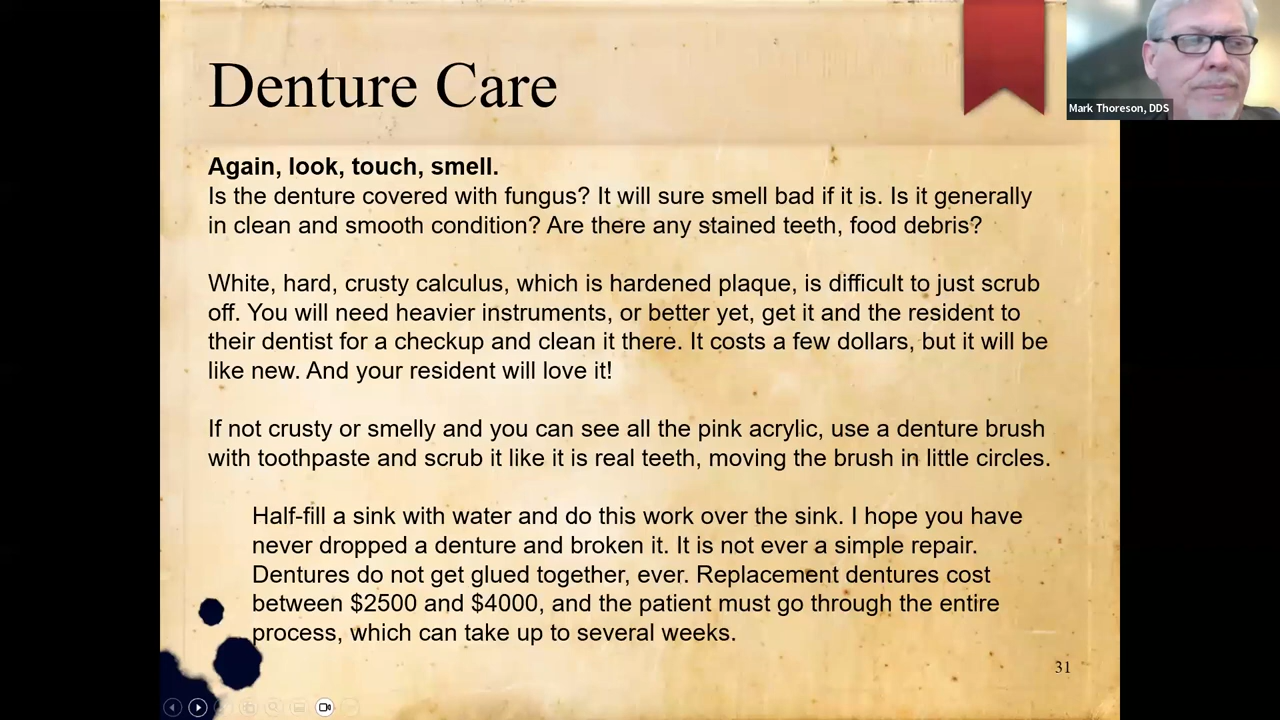 Denture Care
Mark Thoreson, DDS
Again, look, touch, smell.
Is the denture covered with fungus? It will sure smell bad if it is. Is it generally
in clean and smooth condition? Are there any stained teeth, food debris?
White, hard, crusty calculus, which is hardened plaque, is difficult to just scrub
off. You will need heavier instruments, or better yet, get it and the resident to
their dentist for a checkup and clean it there. It costs a few dollars, but it will be
like new. And your resident will love it!
If not crusty or smelly and you can see all the pink acrylic, use a denture brush
with toothpaste and scrub it like it is real teeth, moving the brush in little circles.
Half-fill a sink with water and do this work over the sink. I hope you have
never dropped a denture and broken it. It is not ever a simple repair.
Dentures do not get glued together, ever. Replacement dentures cost
between $2500 and $4000, and the patient must go through the entire
process, which can take up to several weeks.
31